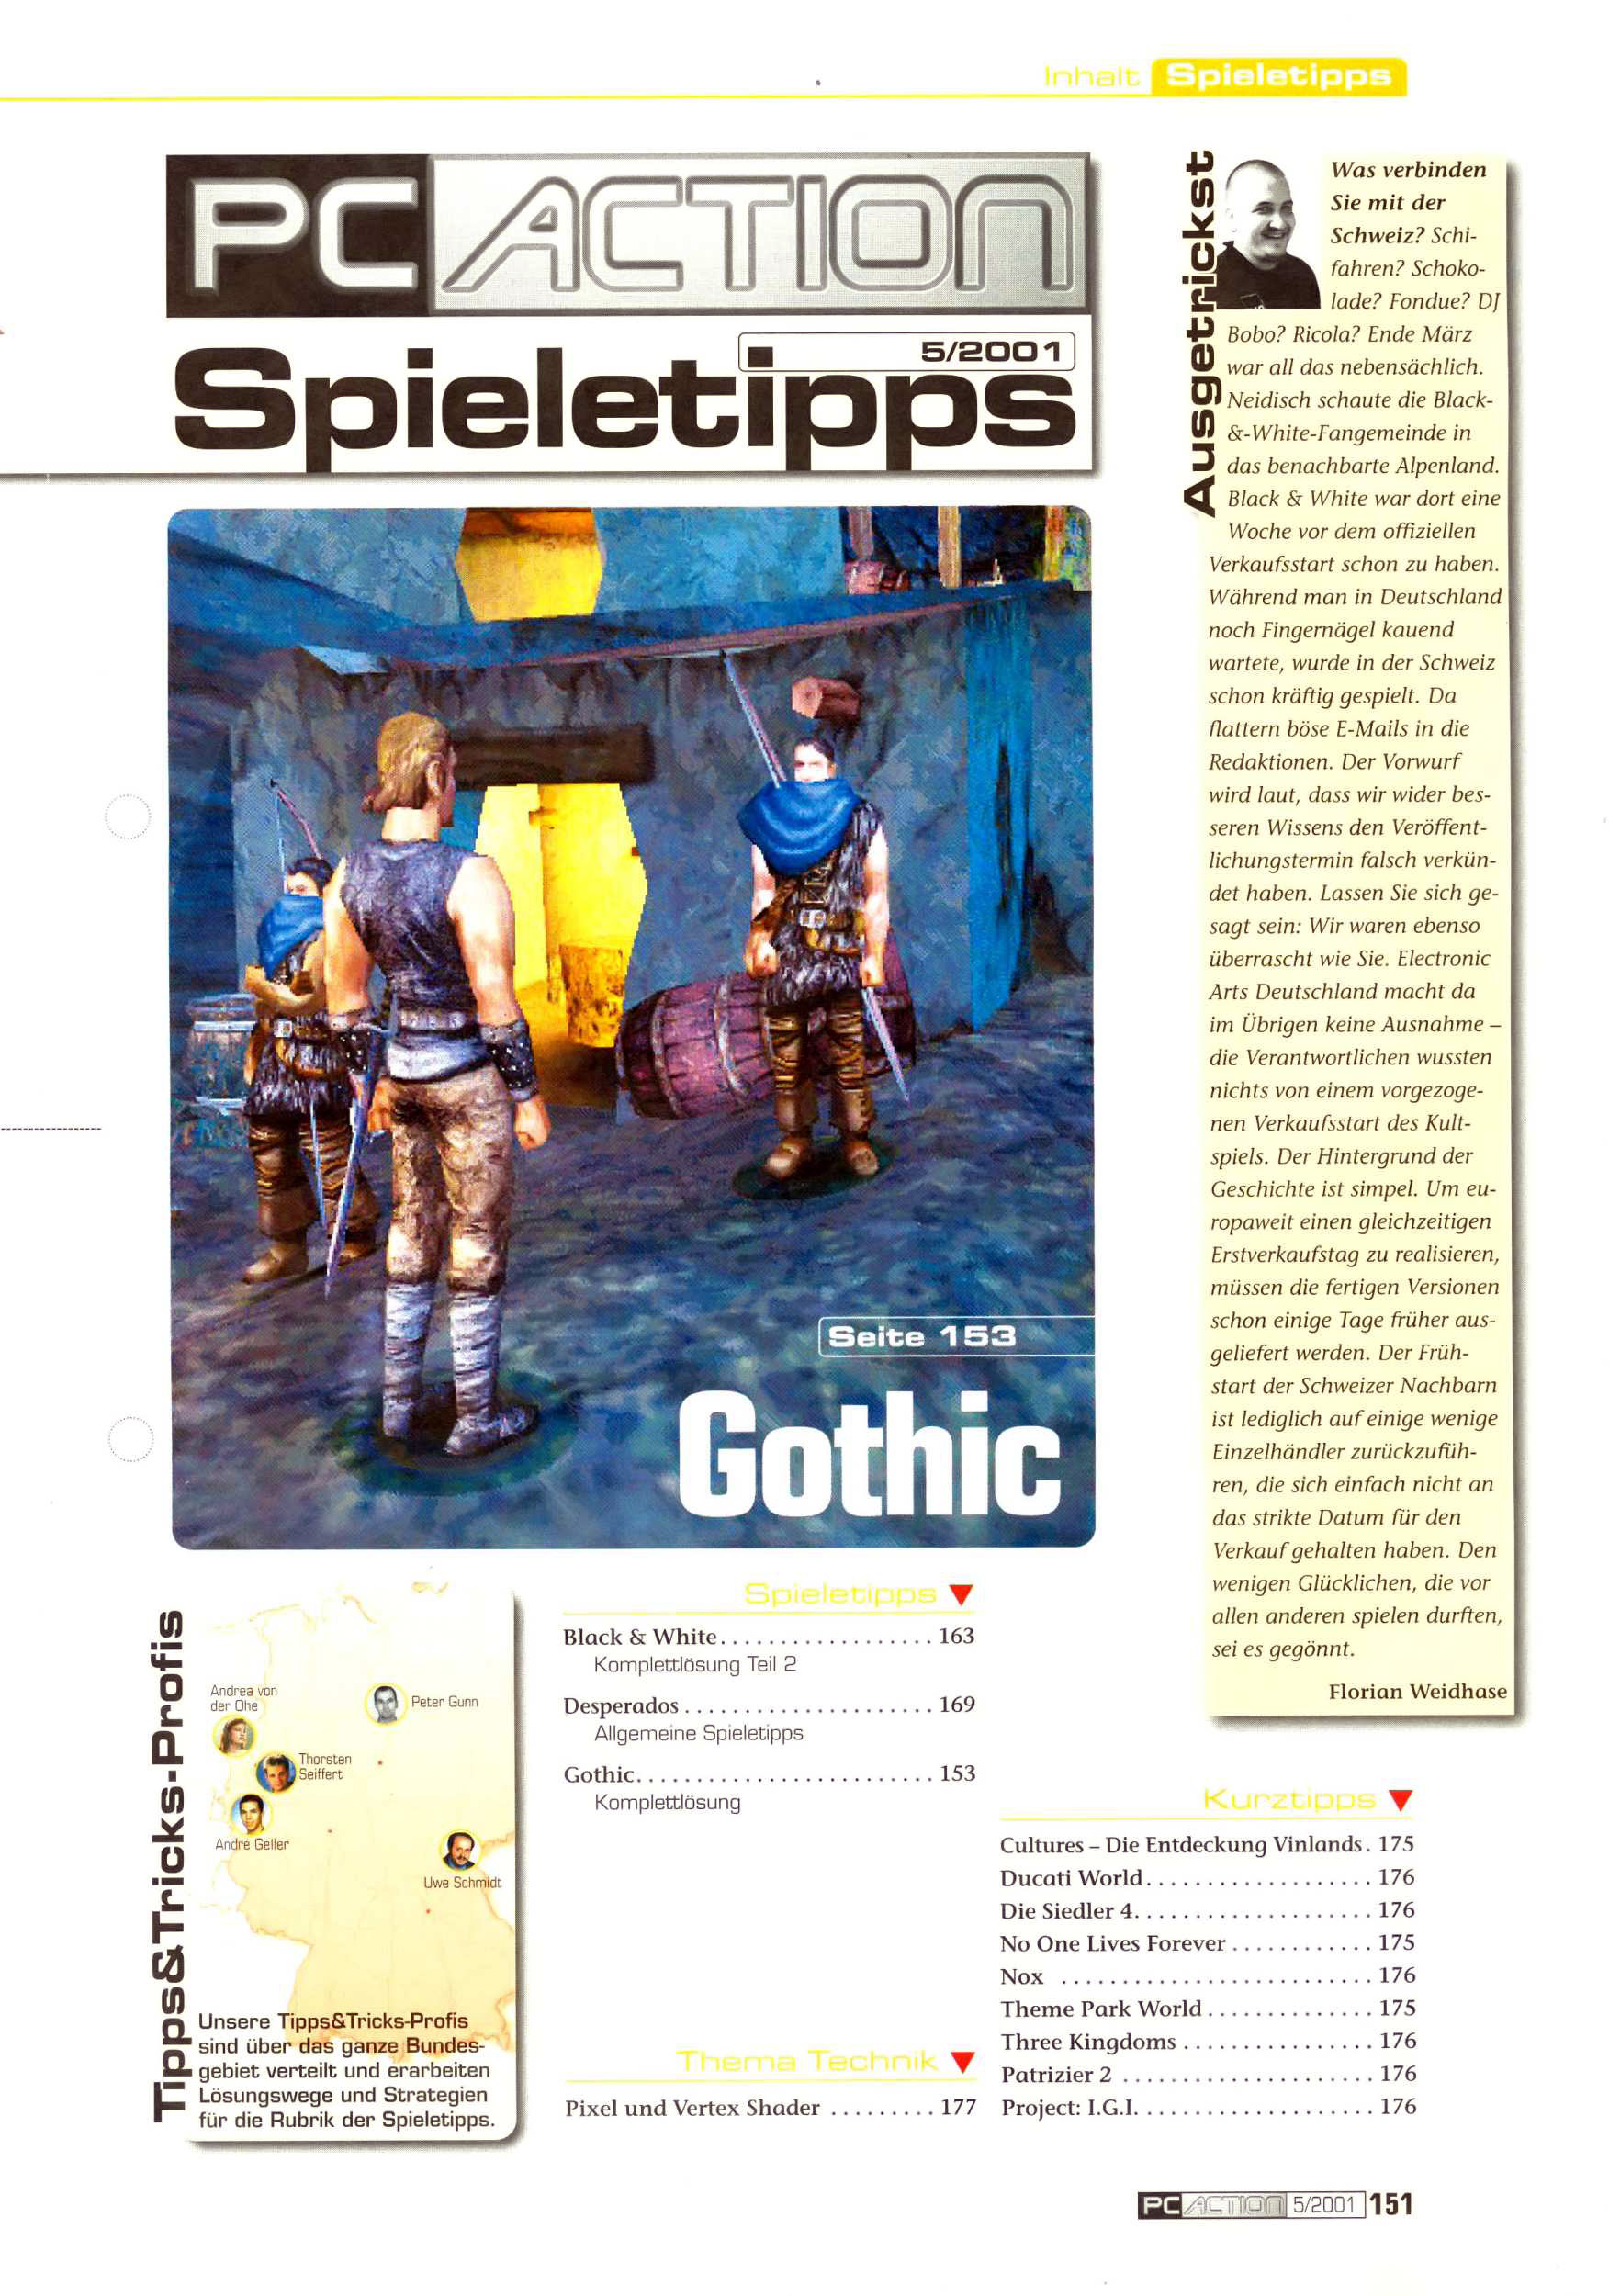 Inhalt Spieletipps
PC ACTION
5/2001
Spieletipps
Seite 153
Gothic
Ausgetrickst
Was verbinden
Sie mit der
Schweiz? Schi-
fahren? Schoko-
lade? Fondue? DJ
Bobo? Ricola? Ende März
war all das nebensächlich.
Neidisch schaute die Black-
&-White-Fangemeinde in
das benachbarte Alpenland.
Black & White war dort eine
Woche vor dem offiziellen
Verkaufsstart schon zu haben.
Während man in Deutschland
noch Fingernägel kauend
wartete, wurde in der Schweiz
schon kräftig gespielt. Da
flattern böse E-Mails in die
Redaktionen. Der Vorwurf
wird laut, dass wir wider bes-
seren Wissens den Veröffent-
lichungstermin falsch verkün-
det haben. Lassen Sie sich ge-
sagt sein: Wir waren ebenso
überrascht wie Sie. Electronic
Arts Deutschland macht da
im Übrigen keine Ausnahme –
die Verantwortlichen wussten
nichts von einem vorgezoge-
nen Verkaufsstart des Kult-
spiels. Der Hintergrund der
Geschichte ist simpel. Um eu-
ropaweit einen gleichzeitigen
Erstverkaufstag zu realisieren,
müssen die fertigen Versionen
schon einige Tage früher aus-
geliefert werden. Der Früh-
start der Schweizer Nachbarn
ist lediglich auf einige wenige
Einzelhändler zurückzufüh-
ren, die sich einfach nicht an
das strikte Datum für den
Verkauf gehalten haben. Den
wenigen Glücklichen, die vor
allen anderen spielen durften,
sei es gegönnt.
Florian Weidhase
Tipps&Tricks-Profis
Andrea von
der Ohe
Peter Gunn
Thorsten
Seiffert
André Geller
Uwe Schmidt
Unsere Tipps&Tricks-Profis
sind über das ganze Bundes-
gebiet verteilt und erarbeiten
Lösungswege und Strategien
für die Rubrik der Spieletipps.
Spieletipps
Black & White.................. 163
Komplettlösung Teil 2
Desperados..................... 169
Allgemeine Spieletipps
Gothic......................... 153
Komplettlösung
Thema Technik
Pixel und Vertex Shader ......... 177
Kurztipps
Cultures – Die Entdeckung Vinlands. 175
Ducati World................... 176
Die Siedler 4.................... 176
No One Lives Forever............ 175
Nox .......................... 176
Theme Park World.............. 175
Three Kingdoms................ 176
Patrizier 2 ..................... 176
Project: I.G.I.................... 176
PC ACTION 5/2001 151